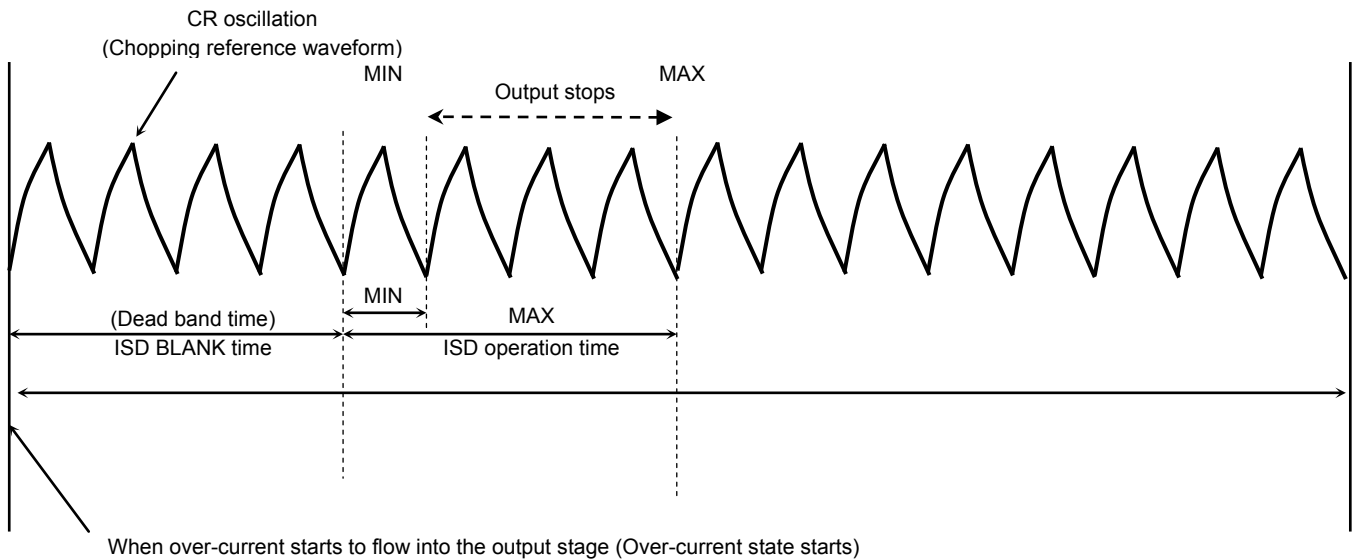 CR oscillation
(Chopping reference waveform)
MIN
MAX
Output stops
MIN
(Dead band time)
MAX
ISD BLANK time
ISD operation time
When over-current starts to flow into the output stage (Over-current state starts)